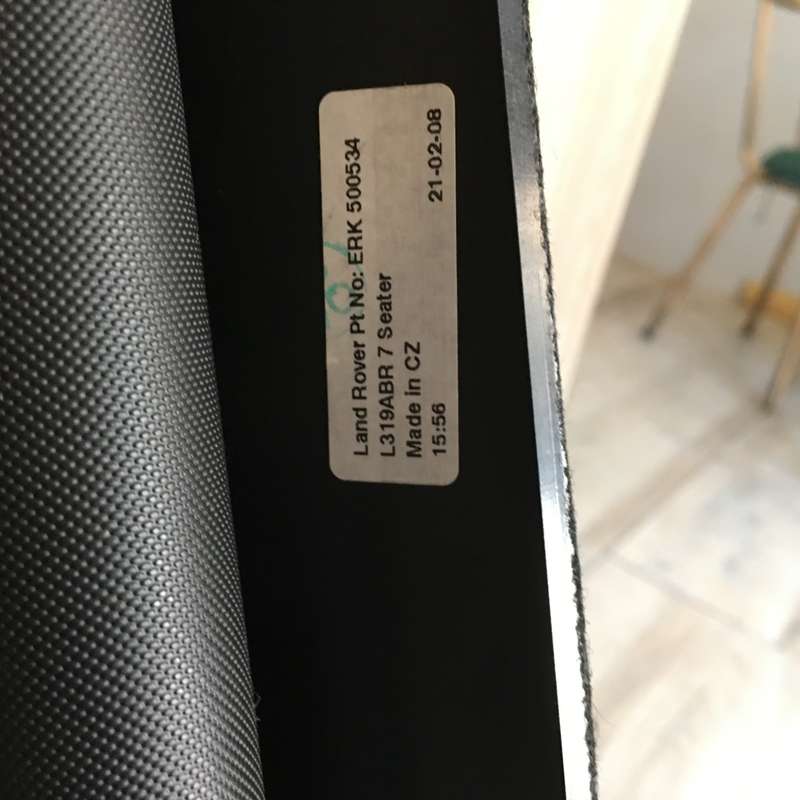 Land Rover Pt No: ERK 500534
L319ABR 7 Seater
Made in CZ
15:56 21-02-08